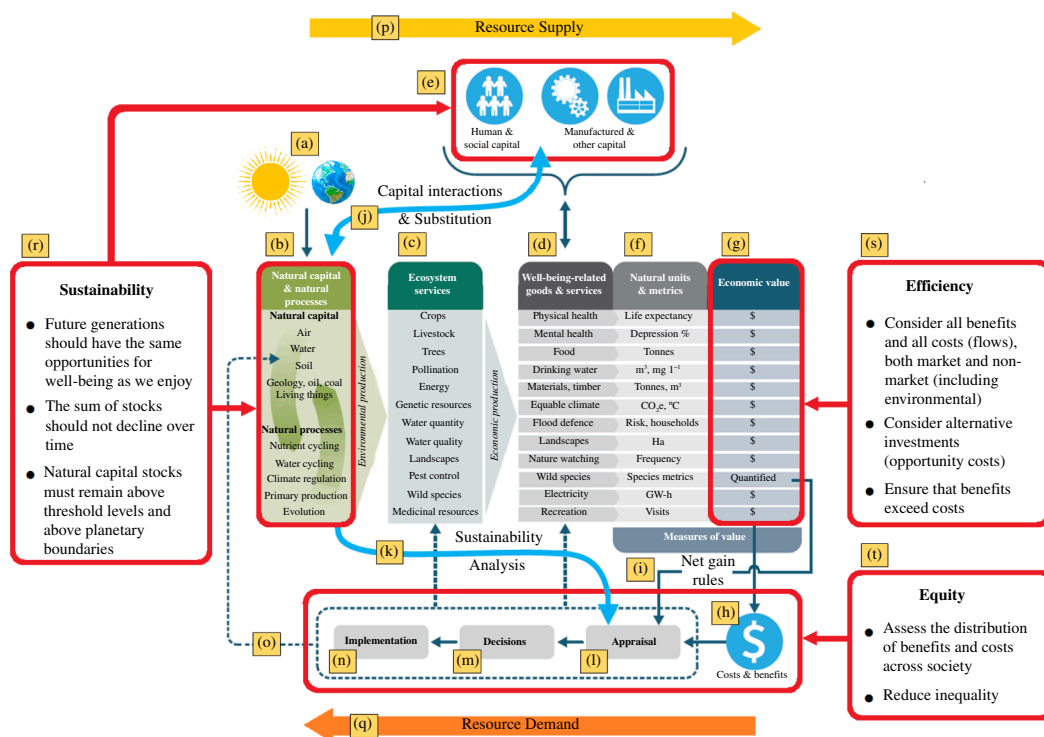 (p) Resource Supply
(e)
Human &
social capital
Manufactured &
other capital
(a)
Capital interactions
(j) & Substitution
(r)
Sustainability
● Future generations
should have the same
opportunities for
well-being as we enjoy
● The sum of stocks
should not decline over
time
● Natural capital stocks
must remain above
threshold levels and
above planetary
boundaries
(b)
Natural capital
& natural
processes
Natural capital
Air
Water
Soil
Geology, oil, coal
Living things
Natural processes
Nutrient cycling
Water cycling
Climate regulation
Primary production
Evolution
Environmental production
(c)
Ecosystem
services
Crops
Livestock
Trees
Pollination
Energy
Genetic resources
Water quantity
Water quality
Landscapes
Pest control
Wild species
Medicinal resources
Economic production
(d)
Well-being-related
goods & services
Physical health
Mental health
Food
Drinking water
Materials, timber
Equable climate
Flood defence
Landscapes
Nature watching
Wild species
Electricity
Recreation
(f)
Natural units
& metrics
Life expectancy
Depression %
Tonnes
m³, mg 1⁻¹
Tonnes, m³
CO₂e, ºC
Risk, households
Ha
Frequency
Species metrics
GW-h
Visits
(g)
Economic value
$
$
$
$
$
$
$
$
$
Quantified
$
$
Measures of value
(s)
Efficiency
● Consider all benefits
and all costs (flows),
both market and non-
market (including
environmental)
● Consider alternative
investments
(opportunity costs)
● Ensure that benefits
exceed costs
(k) Sustainability
Analysis
(i) Net gain
rules
(t)
Equity
● Assess the distribution
of benefits and costs
across society
● Reduce inequality
(h)
$
Costs & benefits
Appraisal
(l)
Decisions
(m)
Implementation
(n)
(o)
(q) Resource Demand